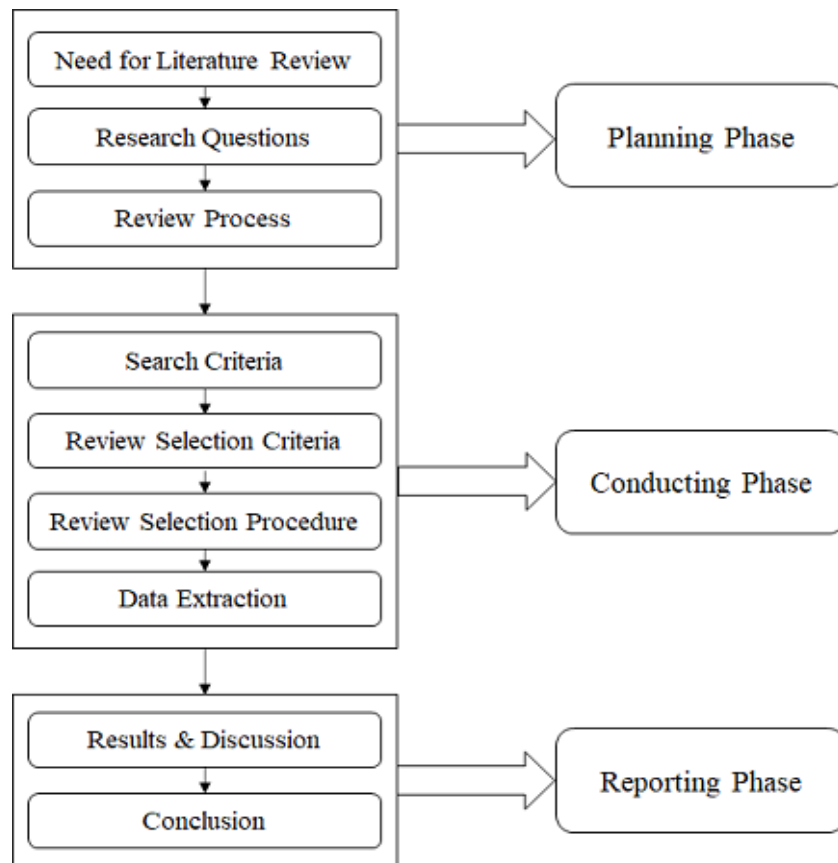 Need for Literature Review
Research Questions
Review Process
Planning Phase
Search Criteria
Review Selection Criteria
Review Selection Procedure
Data Extraction
Conducting Phase
Results & Discussion
Conclusion
Reporting Phase